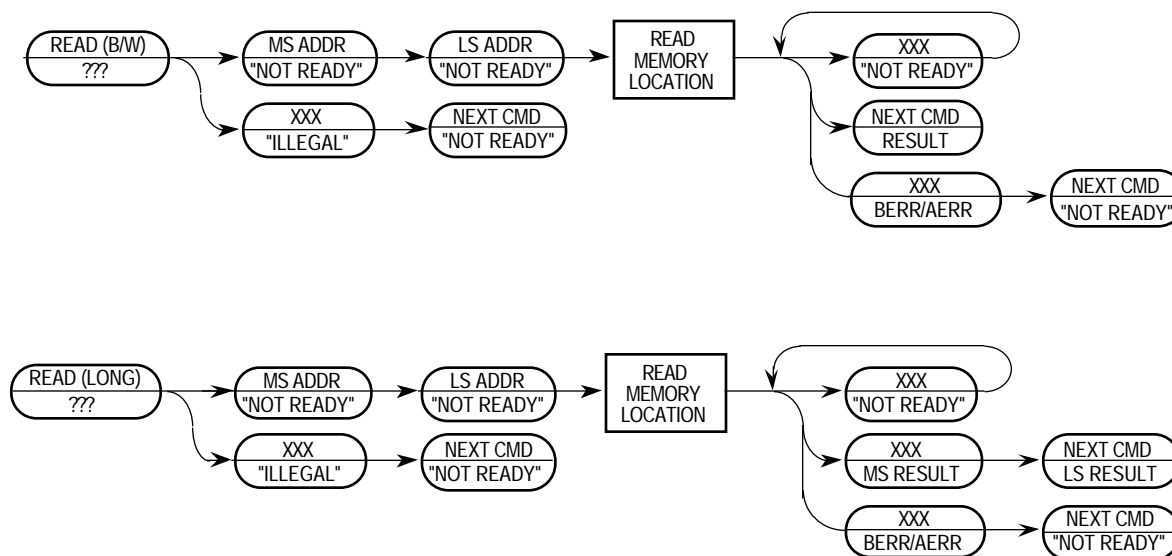 READ (B/W)
???
MS ADDR
"NOT READY"
LS ADDR
"NOT READY"
XXX
"ILLEGAL"
NEXT CMD
"NOT READY"
READ
MEMORY
LOCATION
XXX
"NOT READY"
NEXT CMD
RESULT
XXX
BERR/AERR
NEXT CMD
"NOT READY"
READ (LONG)
???
MS ADDR
"NOT READY"
LS ADDR
"NOT READY"
XXX
"ILLEGAL"
NEXT CMD
"NOT READY"
READ
MEMORY
LOCATION
XXX
"NOT READY"
XXX
MS RESULT
NEXT CMD
LS RESULT
XXX
BERR/AERR
NEXT CMD
"NOT READY"